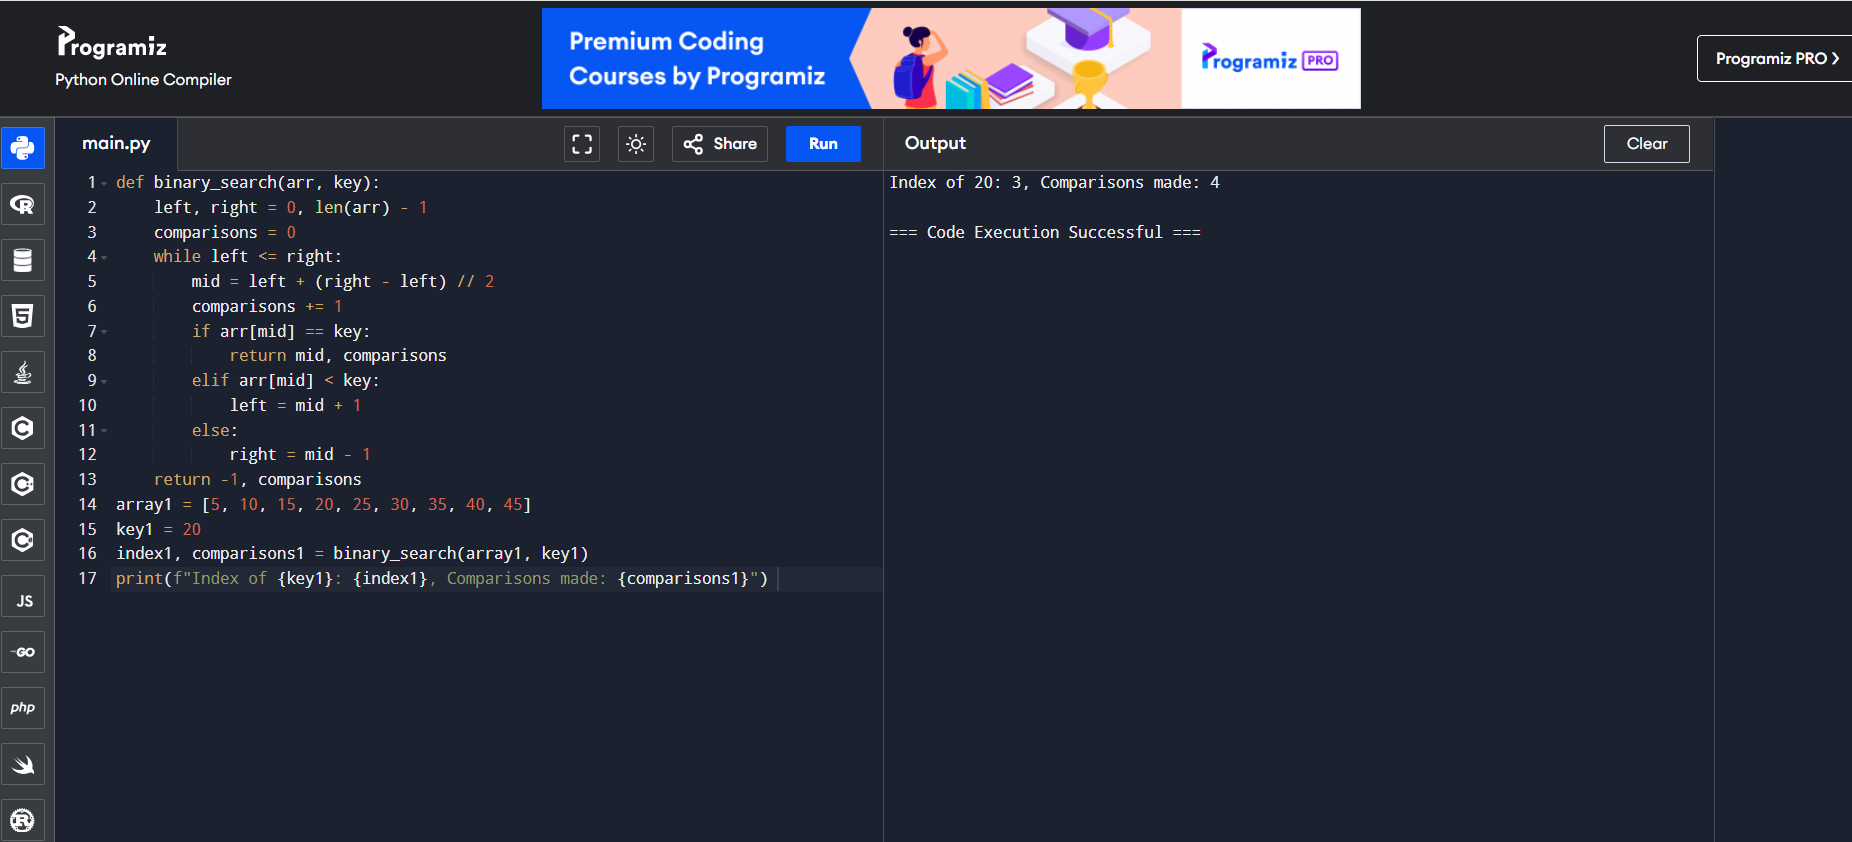 Programiz
Python Online Compiler
Premium Coding
Courses by Programiz
Programiz PRO
Programiz PRO
main.py
Share
Run
Output
Clear
1 def binary_search(arr, key):
2     left, right = 0, len(arr) - 1
3     comparisons = 0
4     while left <= right:
5         mid = left + (right - left) // 2
6         comparisons += 1
7         if arr[mid] == key:
8             return mid, comparisons
9         elif arr[mid] < key:
10             left = mid + 1
11         else:
12             right = mid - 1
13     return -1, comparisons
14 array1 = [5, 10, 15, 20, 25, 30, 35, 40, 45]
15 key1 = 20
16 index1, comparisons1 = binary_search(array1, key1)
17 print(f"Index of {key1}: {index1}, Comparisons made: {comparisons1}")
Index of 20: 3, Comparisons made: 4
=== Code Execution Successful ===
R
5
C
C+
C#
JS
GO
php
R